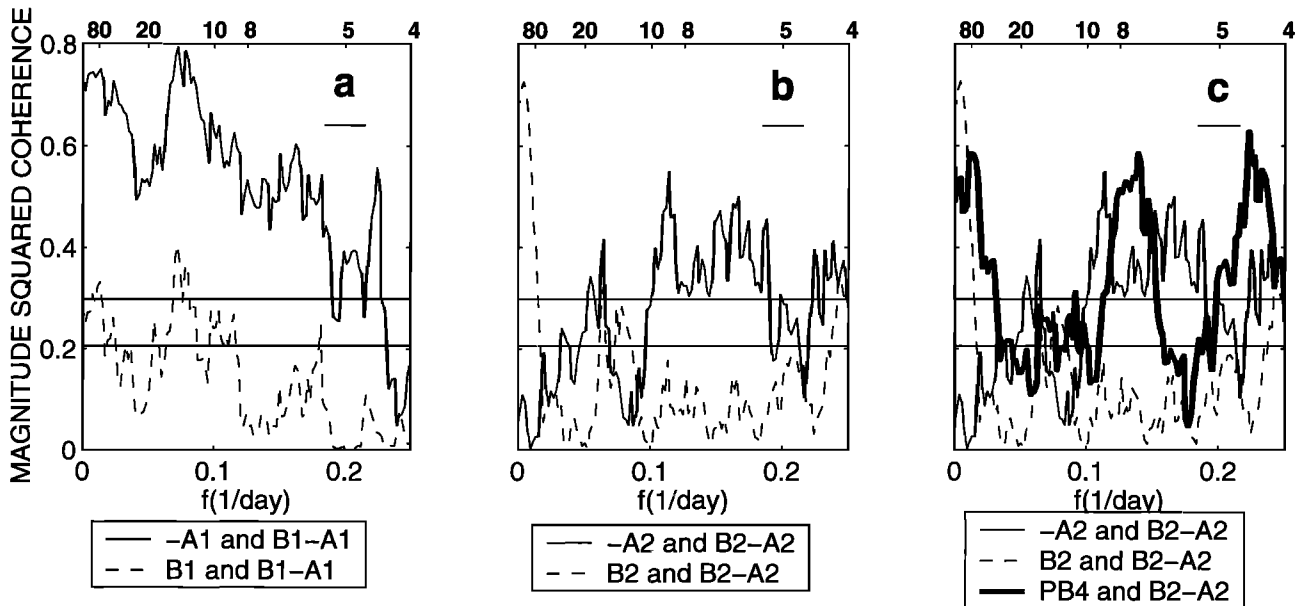 80 20 10 8 5 4
80 20 10 8 5 4
80 20 10 8 5 4
MAGNITUDE SQUARED COHERENCE
0.8
0.6
0.4
0.2
0
a
b
c
0 0.1 0.2
0 0.1 0.2
0 0.1 0.2
f(1/day)
f(1/day)
f(1/day)
-A1 and B1-A1
B1 and B1-A1
-A2 and B2-A2
B2 and B2-A2
-A2 and B2-A2
B2 and B2-A2
PB4 and B2-A2